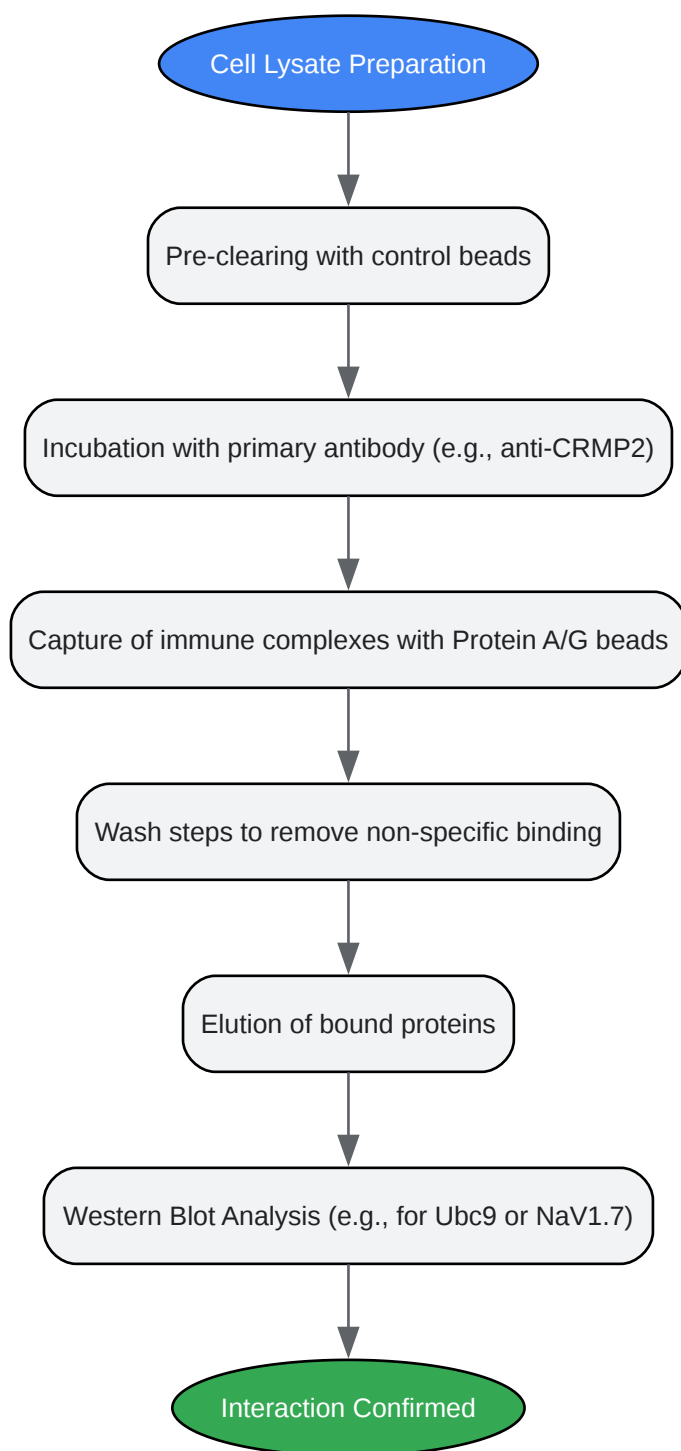 Cell Lysate Preparation
Pre-clearing with control beads
Incubation with primary antibody (e.g., anti-CRMP2)
Capture of immune complexes with Protein A/G beads
Wash steps to remove non-specific binding
Elution of bound proteins
Western Blot Analysis (e.g., for Ubc9 or NaV1.7)
Interaction Confirmed